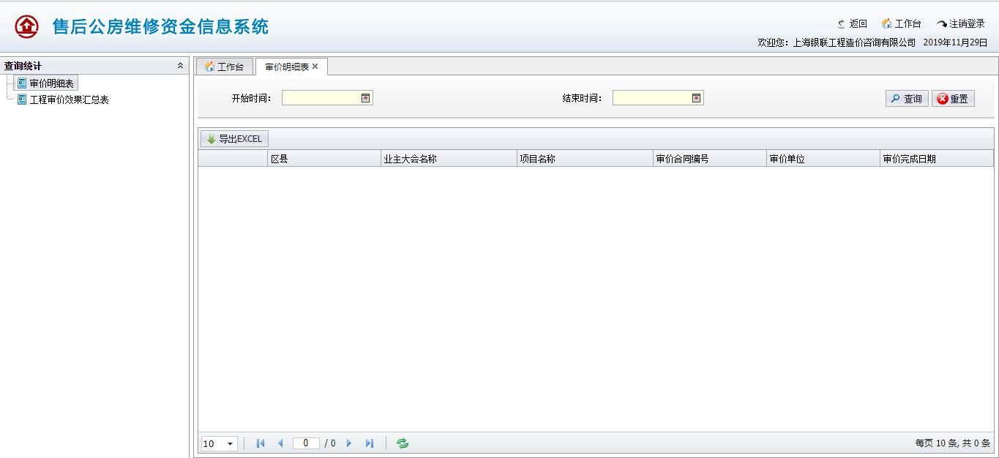 售后公房维修资金信息系统
返回 工作台 注销登录
欢迎您：上海银联工程造价咨询有限公司 2019年11月29日
查询统计
审价明细表
工程审价效果汇总表
工作台 审价明细表
开始时间： 结束时间： 查询 重置
导出EXCEL
区县 业主大会名称 项目名称 审价合同编号 审价单位 审价完成日期
10 0 / 0 每页 10 条, 共 0 条